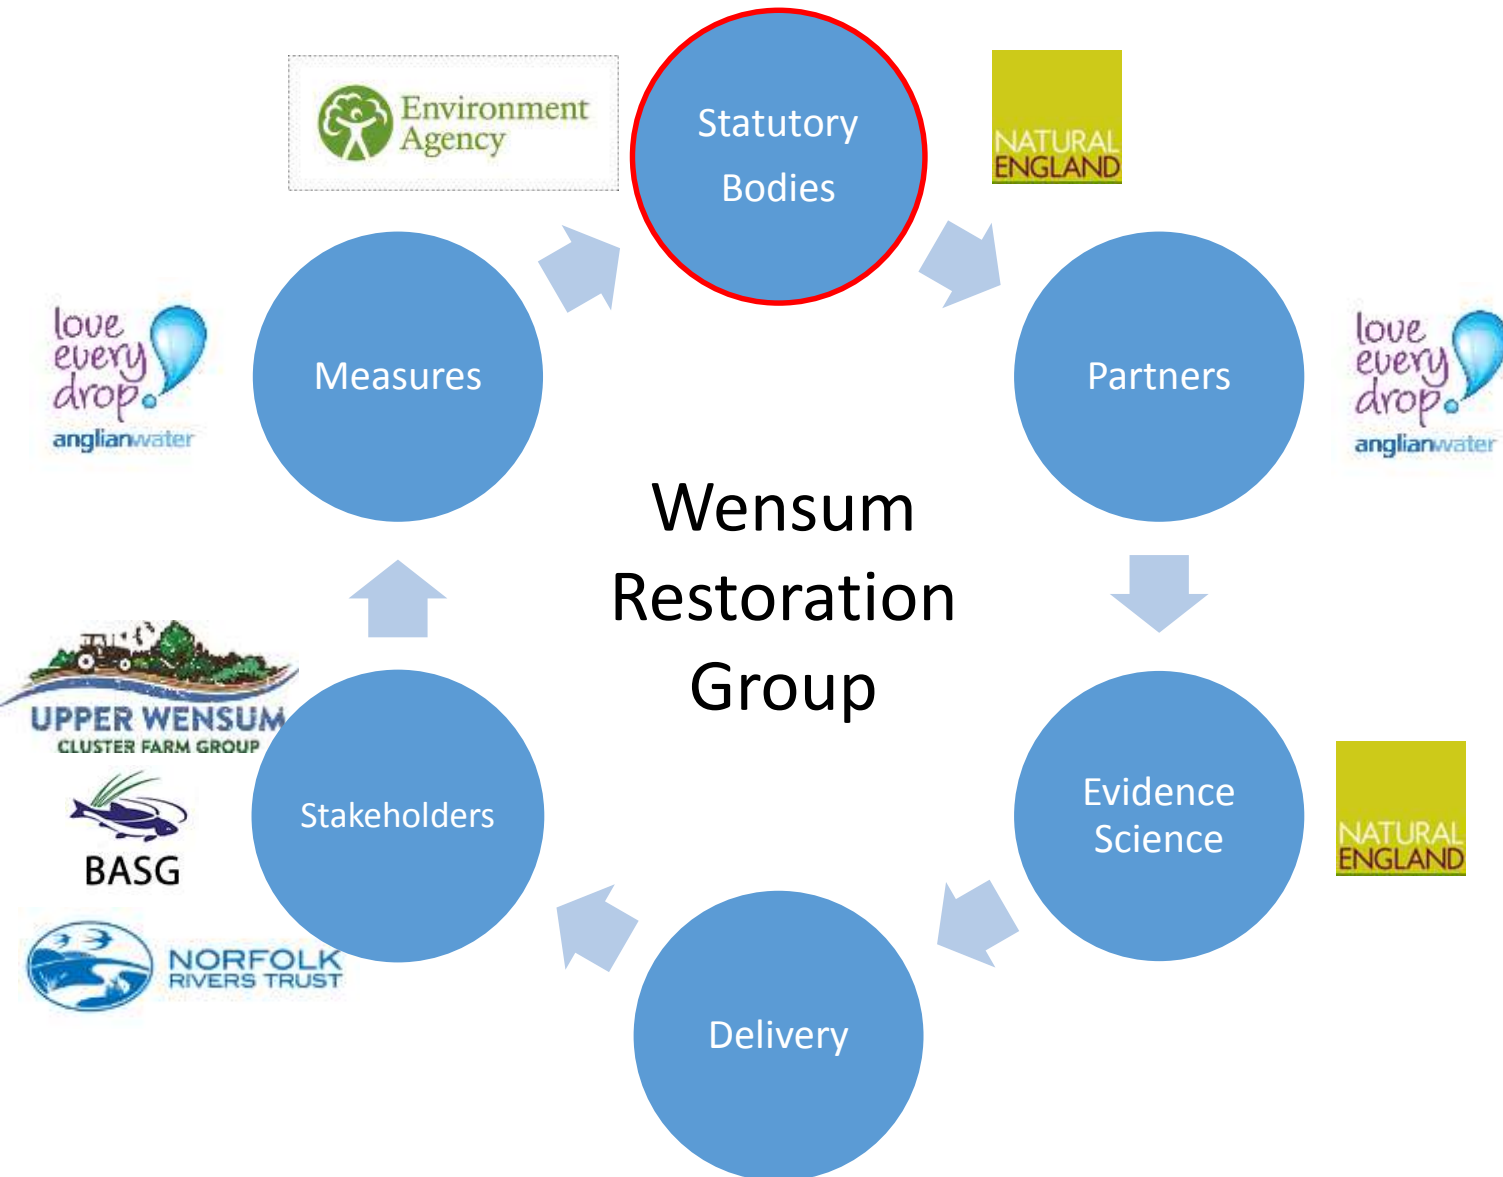 Environment
Agency
Statutory
Bodies
NATURAL
ENGLAND
love
every
drop.
anglianwater
Measures
Partners
love
every
drop.
anglianwater
Wensum
Restoration
Group
UPPER WENSUM
CLUSTER FARM GROUP
BASG
NORFOLK
RIVERS TRUST
Stakeholders
Evidence
Science
NATURAL
ENGLAND
Delivery